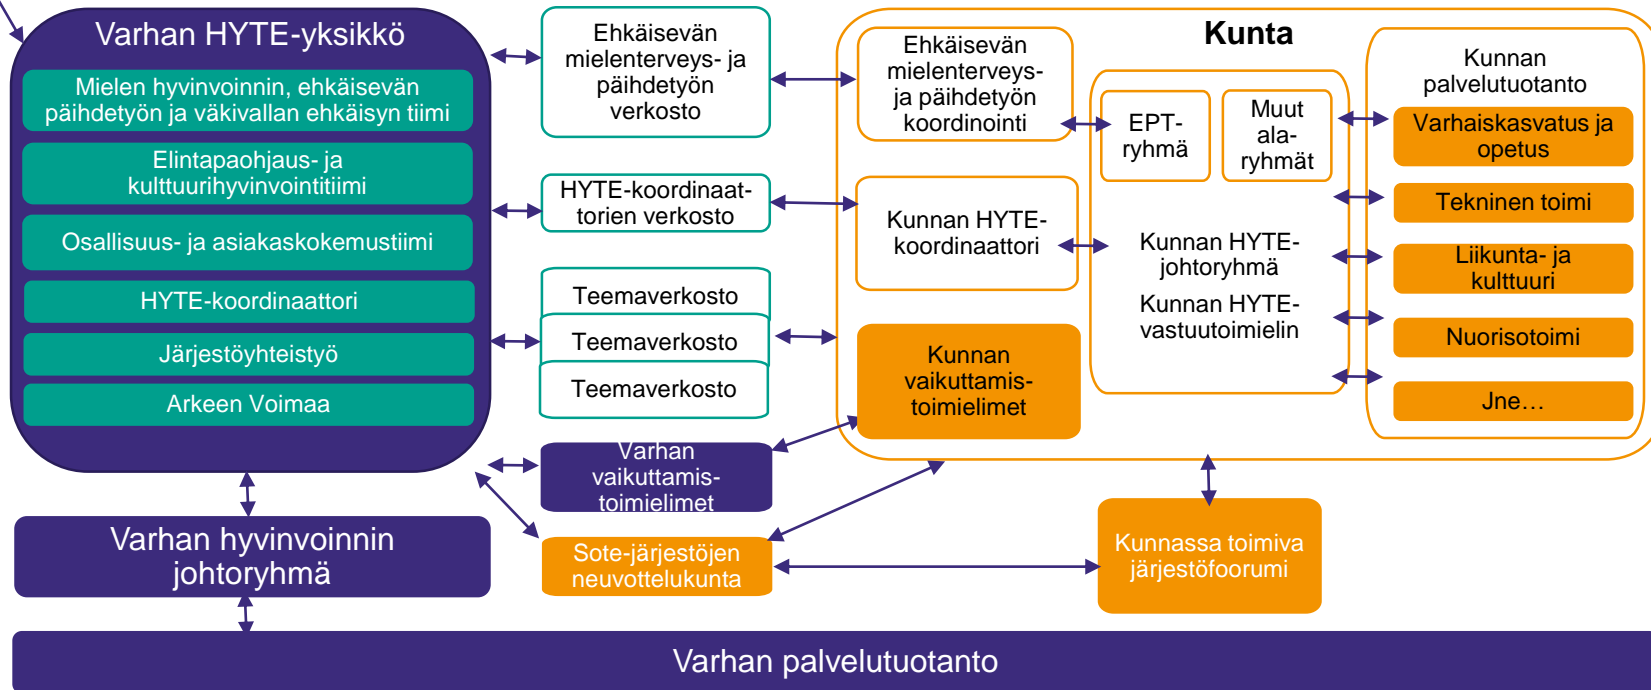 Varhan HYTE-yksikkö
Mielen hyvinvoinnin, ehkäisevän
päihdetyön ja väkivallan ehkäisyn tiimi
Elintapaohjaus- ja
kulttuurihyvinvointitiimi
Osallisuus- ja asiakaskokemustiimi
HYTE-koordinaattori
Järjestöyhteistyö
Arkeen Voimaa
Varhan hyvinvoinnin
johtoryhmä
Ehkäisevän
mielenterveys- ja
päihdetyön
verkosto
HYTE-koordinaat-
torien verkosto
Teemaverkosto
Teemaverkosto
Teemaverkosto
Varhan
vaikuttamis-
toimielimet
Sote-järjestöjen
neuvottelukunta
Kunta
Ehkäisevän
mielenterveys-
ja päihdetyön
koordinointi
Kunnan HYTE-
koordinaattori
Kunnan
vaikuttamis-
toimielimet
EPT-
ryhmä
Muut
ala-
ryhmät
Kunnan HYTE-
johtoryhmä
Kunnan HYTE-
vastuutoimielin
Kunnan
palvelutuotanto
Varhaiskasvatus ja
opetus
Tekninen toimi
Liikunta- ja
kulttuuri
Nuorisotoimi
Jne…
Kunnassa toimiva
järjestöfoorumi
Varhan palvelutuotanto